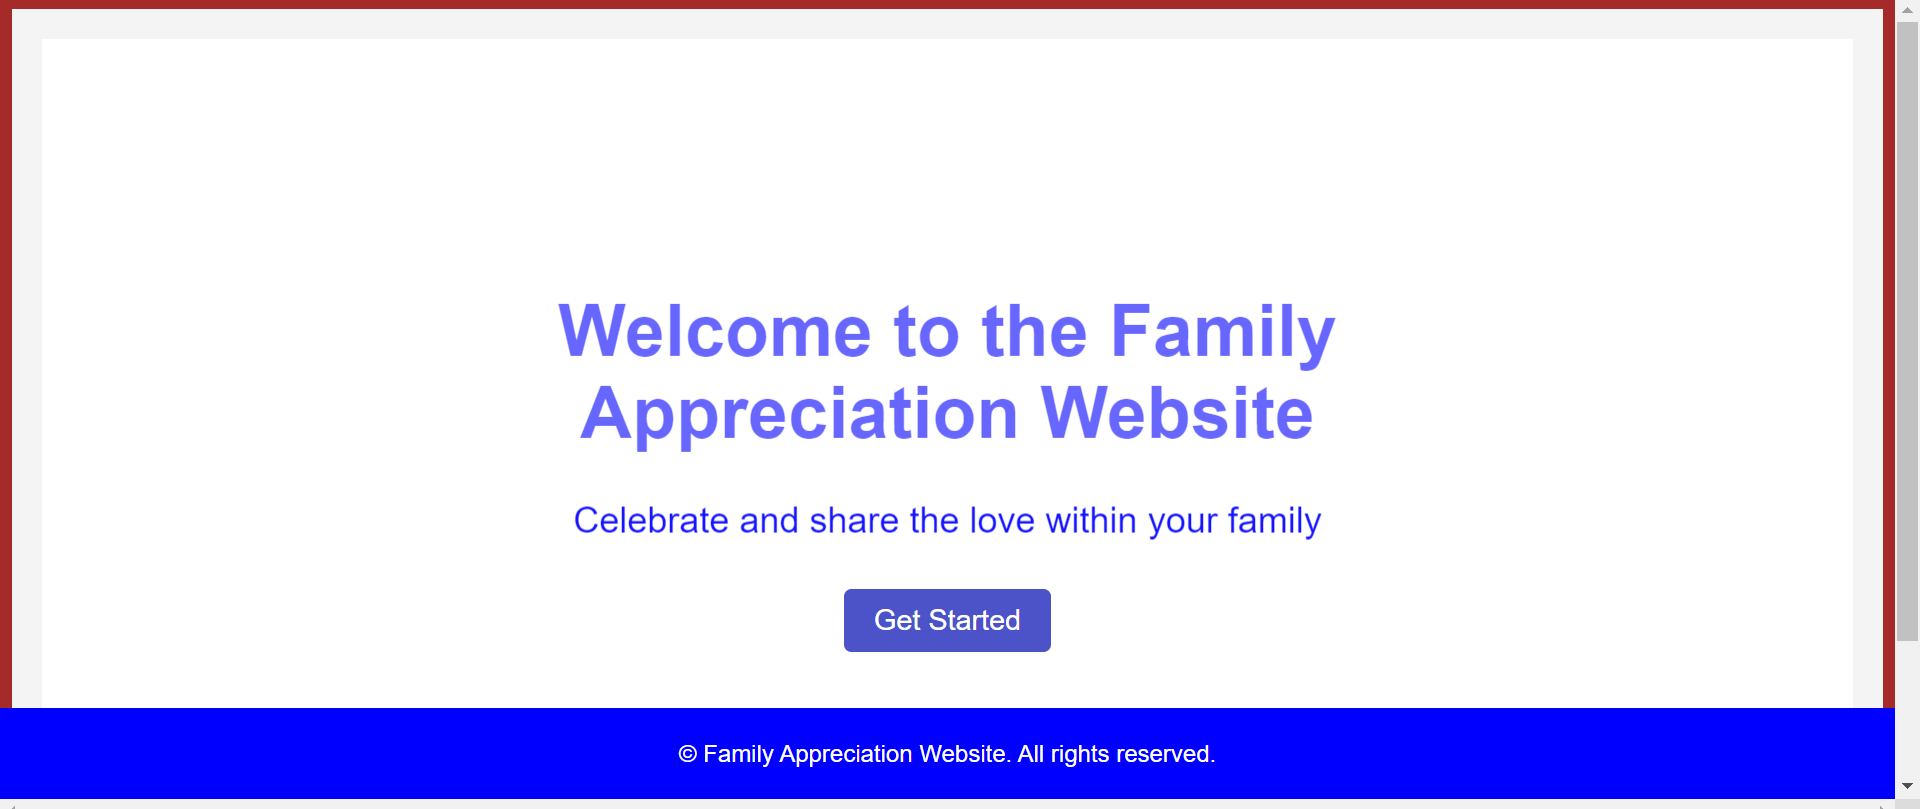 Welcome to the Family
Appreciation Website
Celebrate and share the love within your family
Get Started
© Family Appreciation Website. All rights reserved.